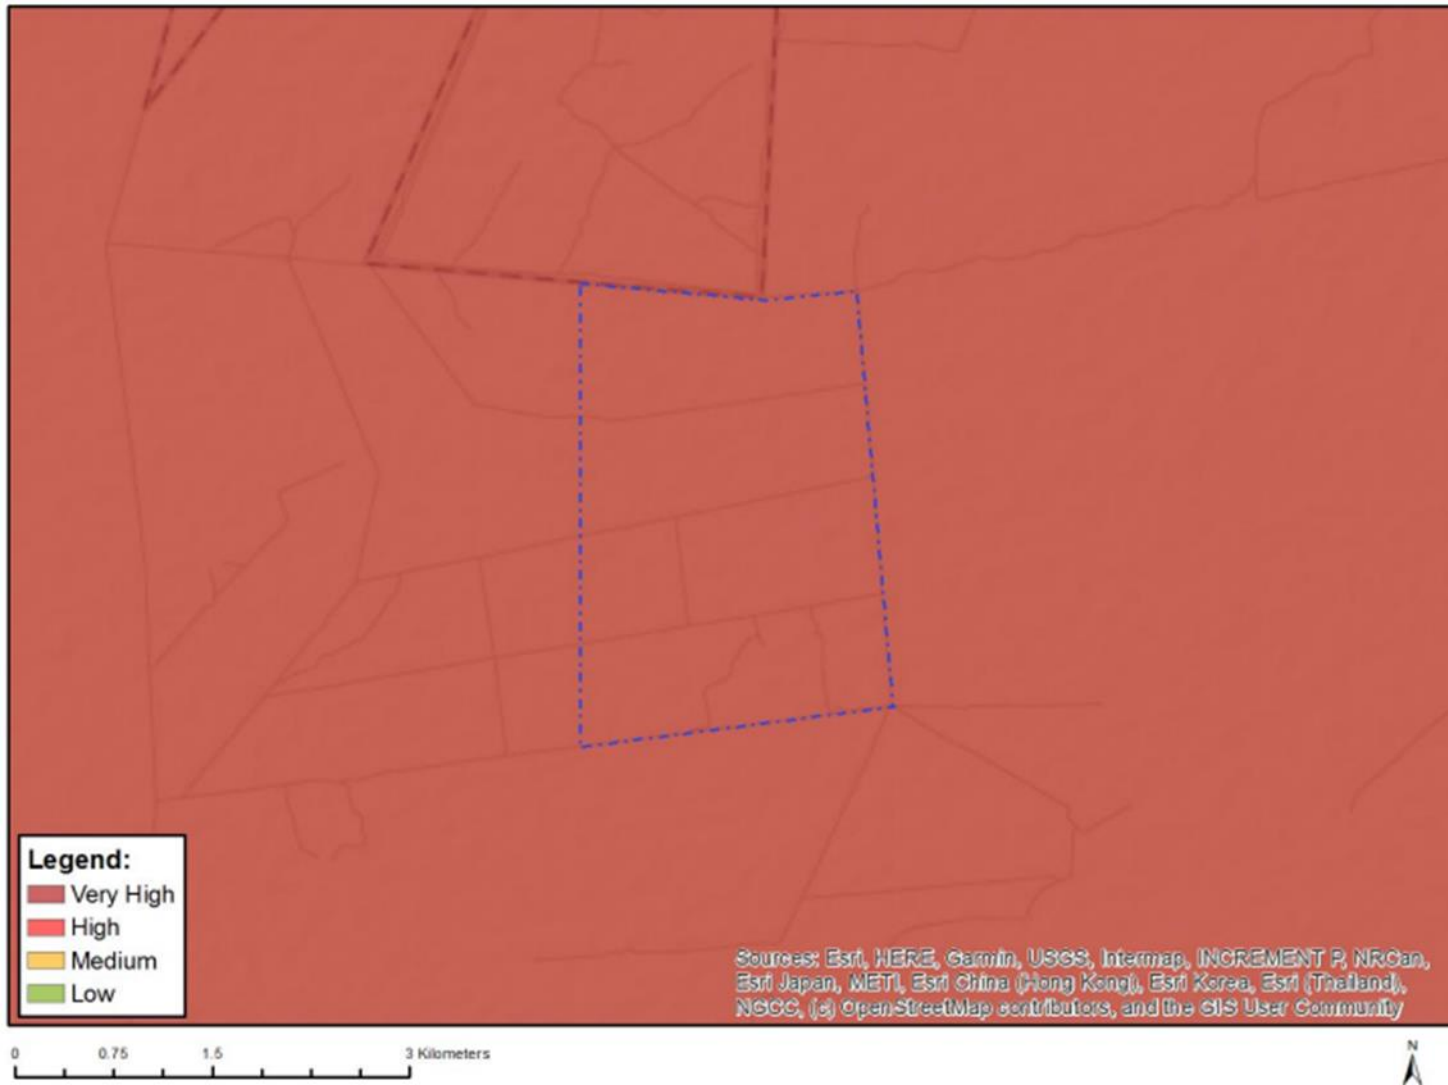 Legend:
Very High
High
Medium
Low
Sources: Esri, HERE, Garmin, USGS, Intermap, INCREMENT P, NRCan,
Esri Japan, METI, Esri China (Hong Kong), Esri Korea, Esri (Thailand),
NGCC, (c) OpenStreetMap contributors, and the GIS User Community
0 0.75 1.5 3 Kilometers
N